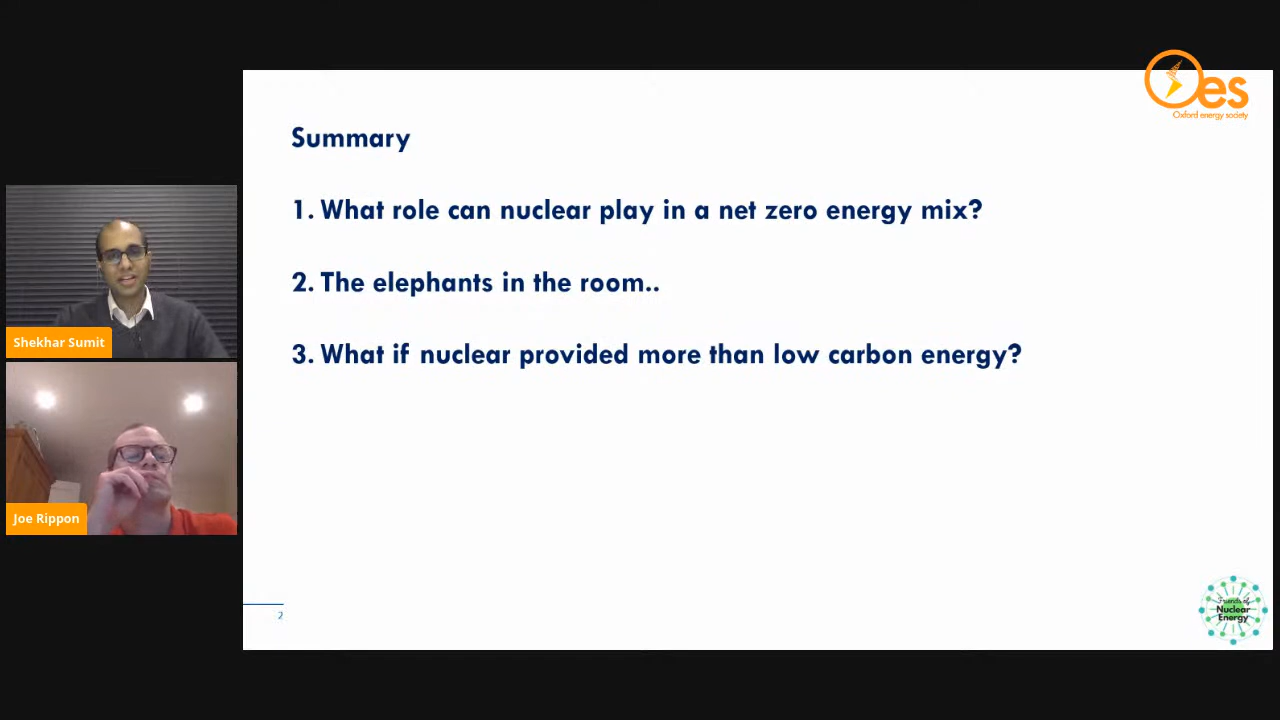 es
Oxford energy society
Summary
1. What role can nuclear play in a net zero energy mix?
2. The elephants in the room..
3. What if nuclear provided more than low carbon energy?
Shekhar Sumit
Joe Rippon
2
Friends of
Nuclear
Energy